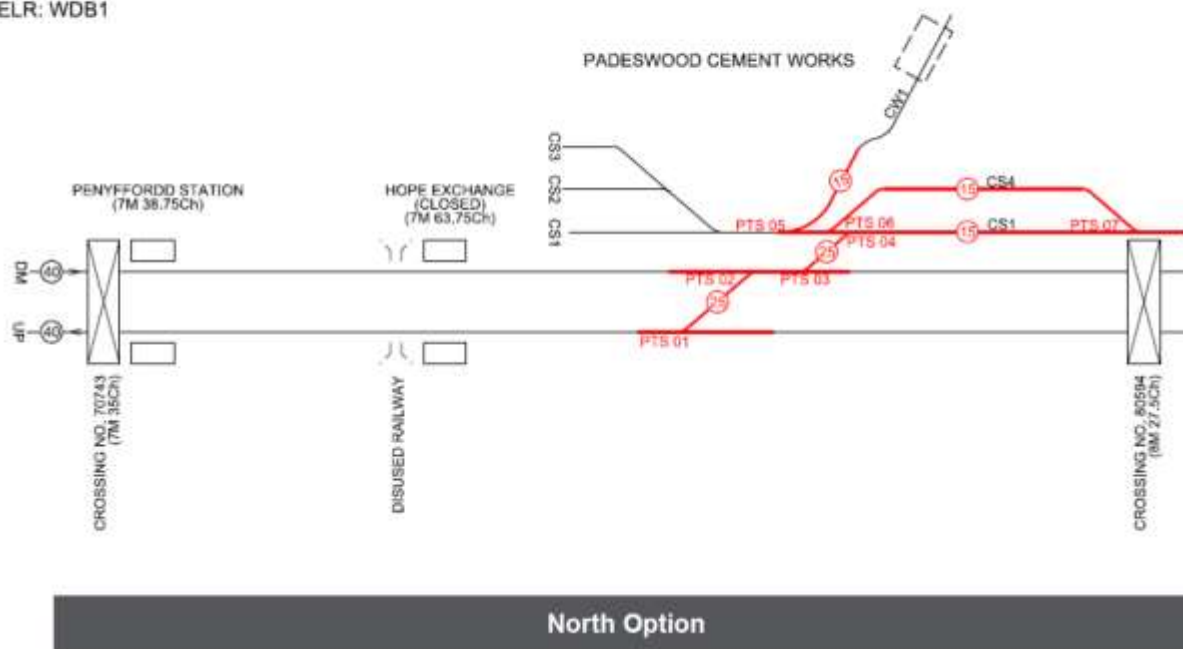 ELR: WDB1
PADESWOOD CEMENT WORKS
CW1
CS3
CS2
CS1
PENYFFORDD STATION
(7M 38.75Ch)
HOPE EXCHANGE
(CLOSED)
(7M 63.75Ch)
15
15
CS4
PTS 05
PTS 06
PTS 04
15
CS1
PTS 07
25
DM
40
PTS 02
PTS 03
25
UP
40
PTS 01
CROSSING NO. 70743
(7M 35Ch)
DISUSED RAILWAY
CROSSING NO. 80594
(8M 27.5Ch)
North Option